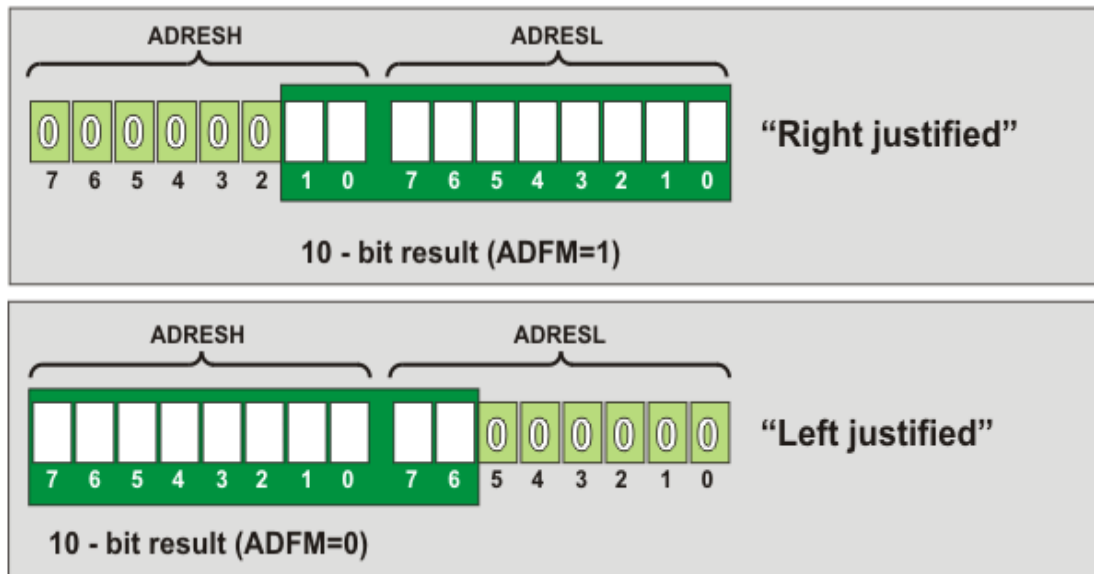 ADRESH ADRESL
0 0 0 0 0 0 “Right justified”
7 6 5 4 3 2 1 0 7 6 5 4 3 2 1 0
10 - bit result (ADFM=1)
ADRESH ADRESL
0 0 0 0 0 0 “Left justified”
7 6 5 4 3 2 1 0 7 6 5 4 3 2 1 0
10 - bit result (ADFM=0)